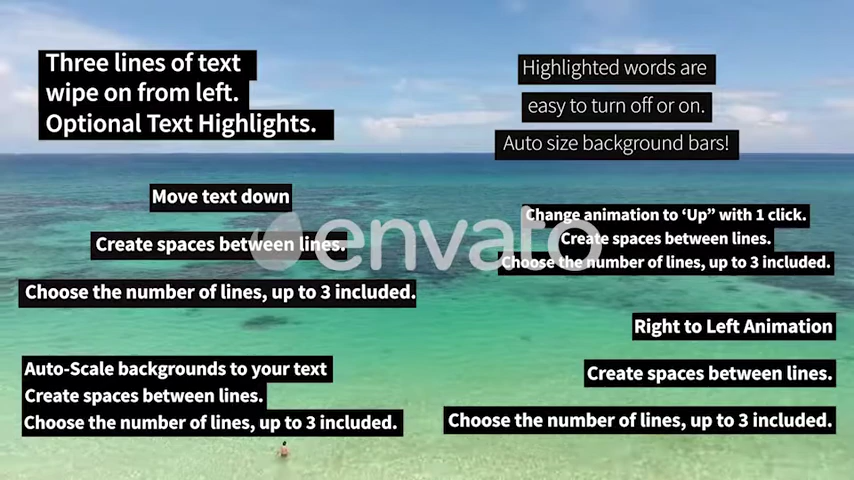 Three lines of text
wipe on from left.
Optional Text Highlights.
Highlighted words are
easy to turn off or on.
Auto size background bars!
Move text down
Create spaces between lines.
Choose the number of lines, up to 3 included.
envato
Change animation to ‘Up” with 1 click.
Create spaces between lines.
Choose the number of lines, up to 3 included.
Auto-Scale backgrounds to your text
Create spaces between lines.
Choose the number of lines, up to 3 included.
Right to Left Animation
Create spaces between lines.
Choose the number of lines, up to 3 included.